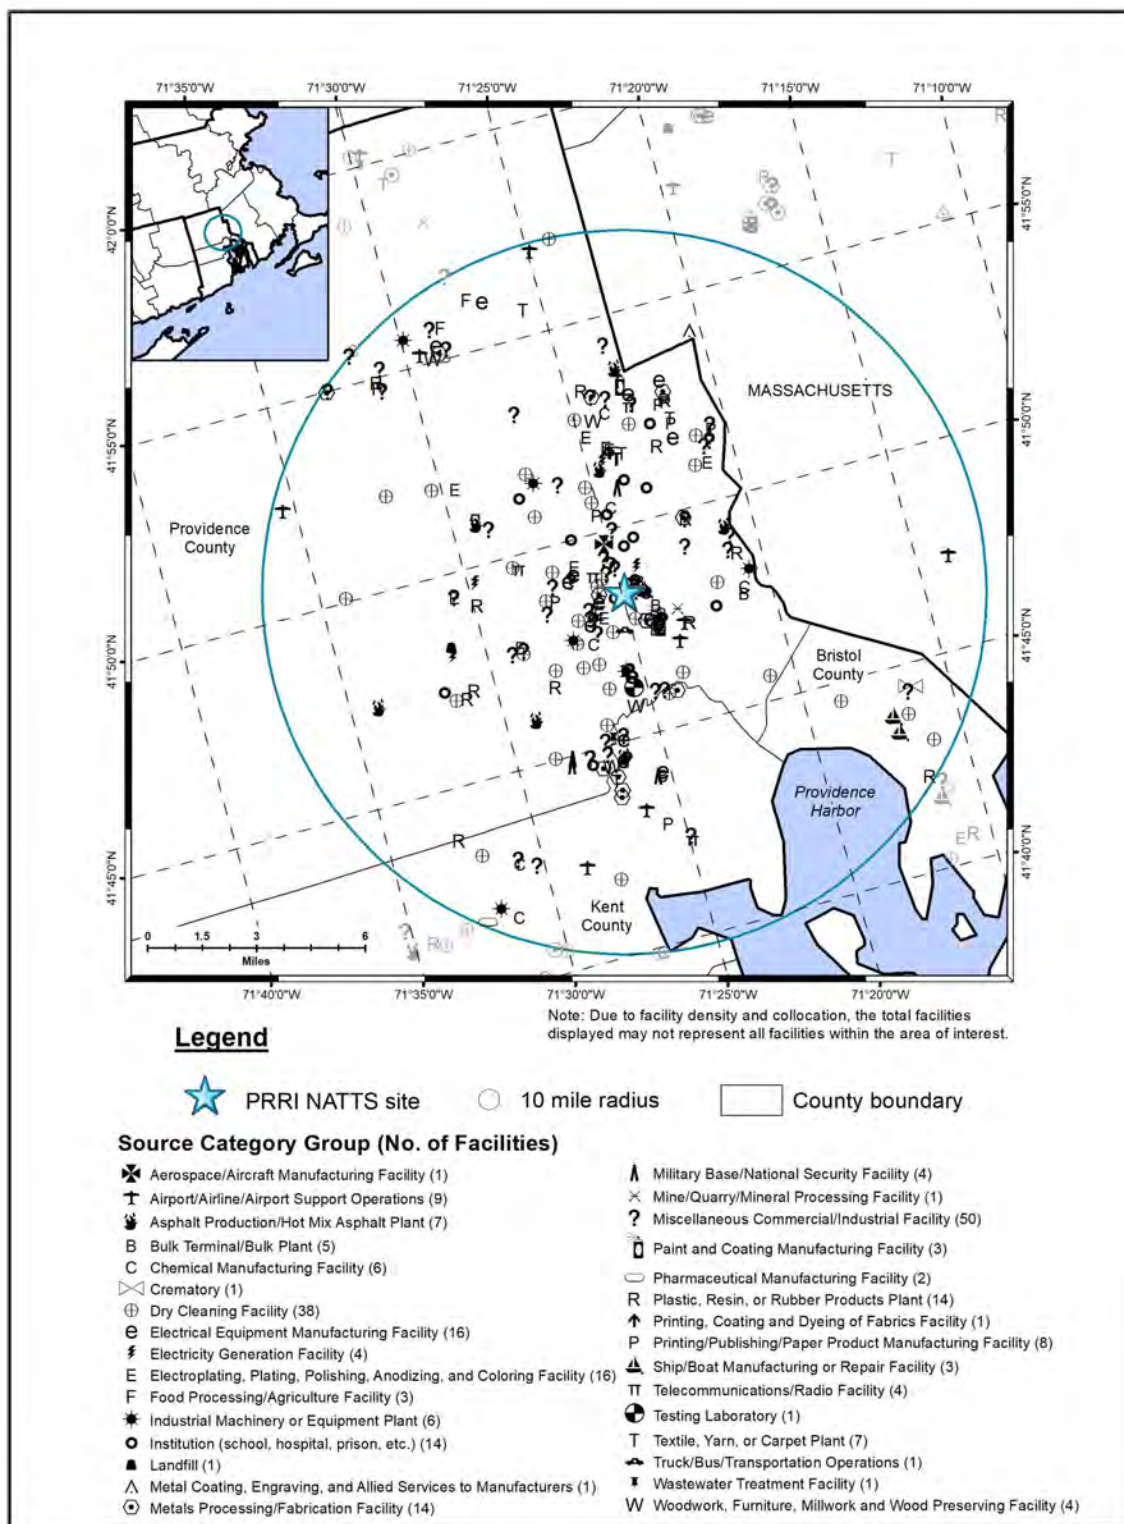 71°35'0"W 71°30'0"W 71°25'0"W 71°20'0"W 71°15'0"W 71°10'0"W
42°0'0"N
41°55'0"N
41°50'0"N
41°45'0"N
41°55'0"N
41°50'0"N
41°45'0"N
41°40'0"N
MASSACHUSETTS
Providence
County
Bristol
County
Providence
Harbor
Kent
County
0 1.5 3 6
Miles
71°40'0"W 71°35'0"W 71°30'0"W 71°25'0"W 71°20'0"W
Note: Due to facility density and collocation, the total facilities
displayed may not represent all facilities within the area of interest.
Legend
PRRI NATTS site
10 mile radius
County boundary
Source Category Group (No. of Facilities)
Aerospace/Aircraft Manufacturing Facility (1)
Airport/Airline/Airport Support Operations (9)
Asphalt Production/Hot Mix Asphalt Plant (7)
B Bulk Terminal/Bulk Plant (5)
C Chemical Manufacturing Facility (6)
Crematory (1)
Dry Cleaning Facility (38)
e Electrical Equipment Manufacturing Facility (16)
Electricity Generation Facility (4)
E Electroplating, Plating, Polishing, Anodizing, and Coloring Facility (16)
F Food Processing/Agriculture Facility (3)
Industrial Machinery or Equipment Plant (6)
Institution (school, hospital, prison, etc.) (14)
Landfill (1)
Metal Coating, Engraving, and Allied Services to Manufacturers (1)
Metals Processing/Fabrication Facility (14)
Military Base/National Security Facility (4)
Mine/Quarry/Mineral Processing Facility (1)
? Miscellaneous Commercial/Industrial Facility (50)
Paint and Coating Manufacturing Facility (3)
Pharmaceutical Manufacturing Facility (2)
R Plastic, Resin, or Rubber Products Plant (14)
Printing, Coating and Dyeing of Fabrics Facility (1)
P Printing/Publishing/Paper Product Manufacturing Facility (8)
Ship/Boat Manufacturing or Repair Facility (3)
Telecommunications/Radio Facility (4)
Testing Laboratory (1)
T Textile, Yarn, or Carpet Plant (7)
Truck/Bus/Transportation Operations (1)
Wastewater Treatment Facility (1)
W Woodwork, Furniture, Millwork and Wood Preserving Facility (4)